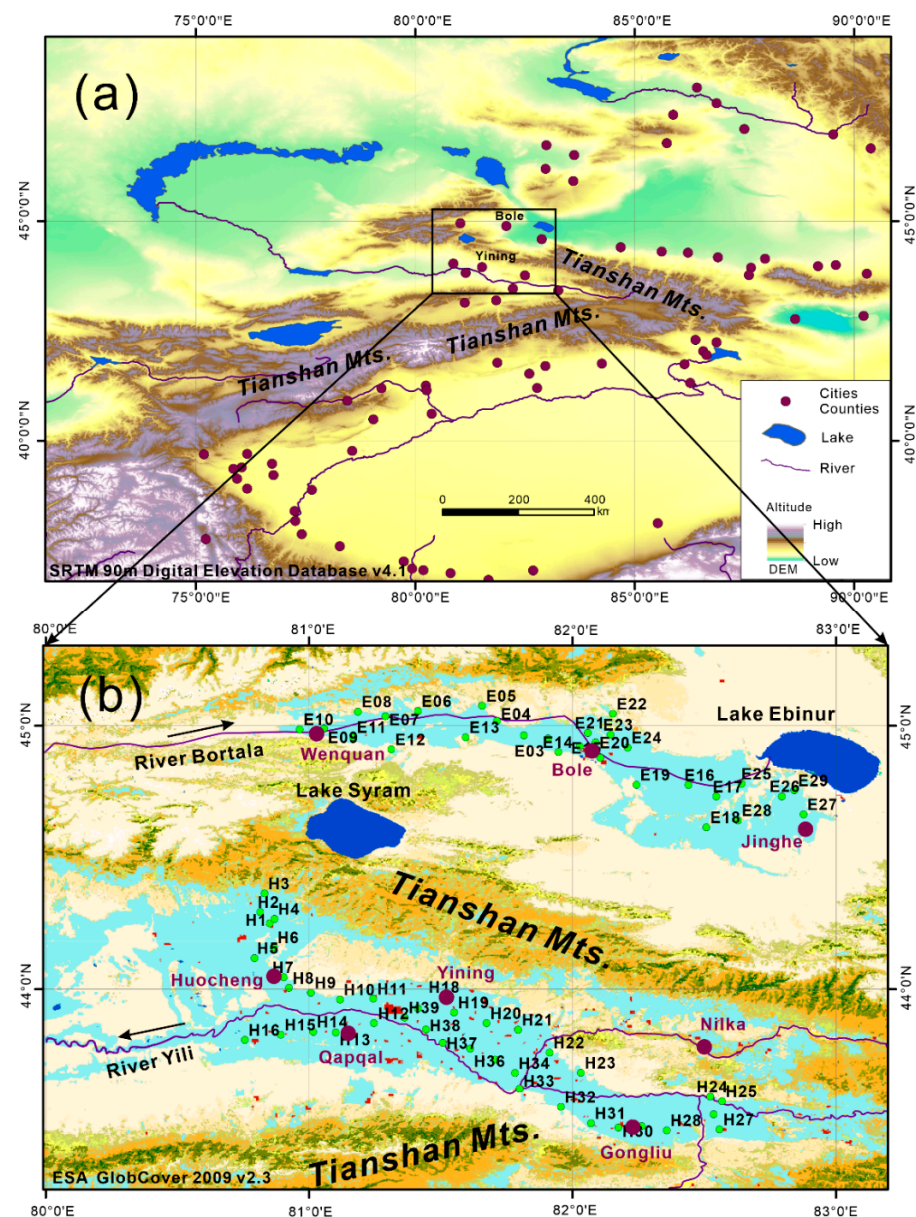 75°0'0"E 80°0'0"E 85°0'0"E 90°0'0"E
(a)
45°0'0"N 45°0'0"N
Bole
Yining
Tianshan Mts.
Tianshan Mts.
Tianshan Mts.
Cities
Counties
Lake
River
40°0'0"N 40°0'0"N
0 200 400
km
Altitude
High
Low
DEM
SRTM 90m Digital Elevation Database v4.1
75°0'0"E 80°0'0"E 85°0'0"E 90°0'0"E
80°0'E 81°0'E 82°0'E 83°0'E
(b)
E08 E06 E05 E22
E10 E11 E07 E04 E21 E23
45°0'N 45°0'N
Lake Ebinur
E09 E12 E13 E03 E14 E20 E24
Wenquan
River Bortala
Bole
Lake Syram
E19 E16 E17 E25 E26 E29
E18 E28 E27
Jinghe
H3
H2
H1 H4
Tianshan Mts.
H5 H6
Huocheng H7 H8 H9 H10 H11
Yining
H18 H19
44°0'N 44°0'N
H16 H15 H14 H12 H39 H38 H20 H21
H13
Qapqal
River Yili
H37 H36 H34 H22 H23
Nilka
H33
H32 H24 H25
H31 H30 H28 H27
Gongliu
Tianshan Mts.
ESA GlobCover 2009 v2.3
80°0'E 81°0'E 82°0'E 83°0'E